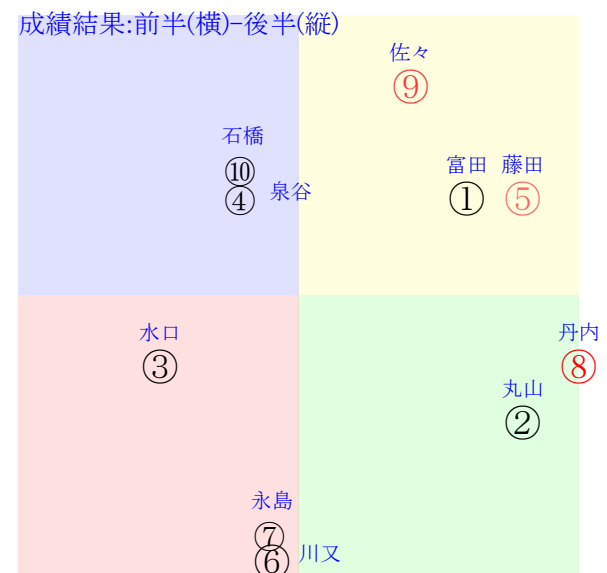 成績結果:前半(横)-後半(縦)
佐々
⑨
石橋
⑩
④
泉谷
富田
①
藤田
⑤
水口
③
丹内
⑧
丸山
②
永島
⑦
⑥
川又